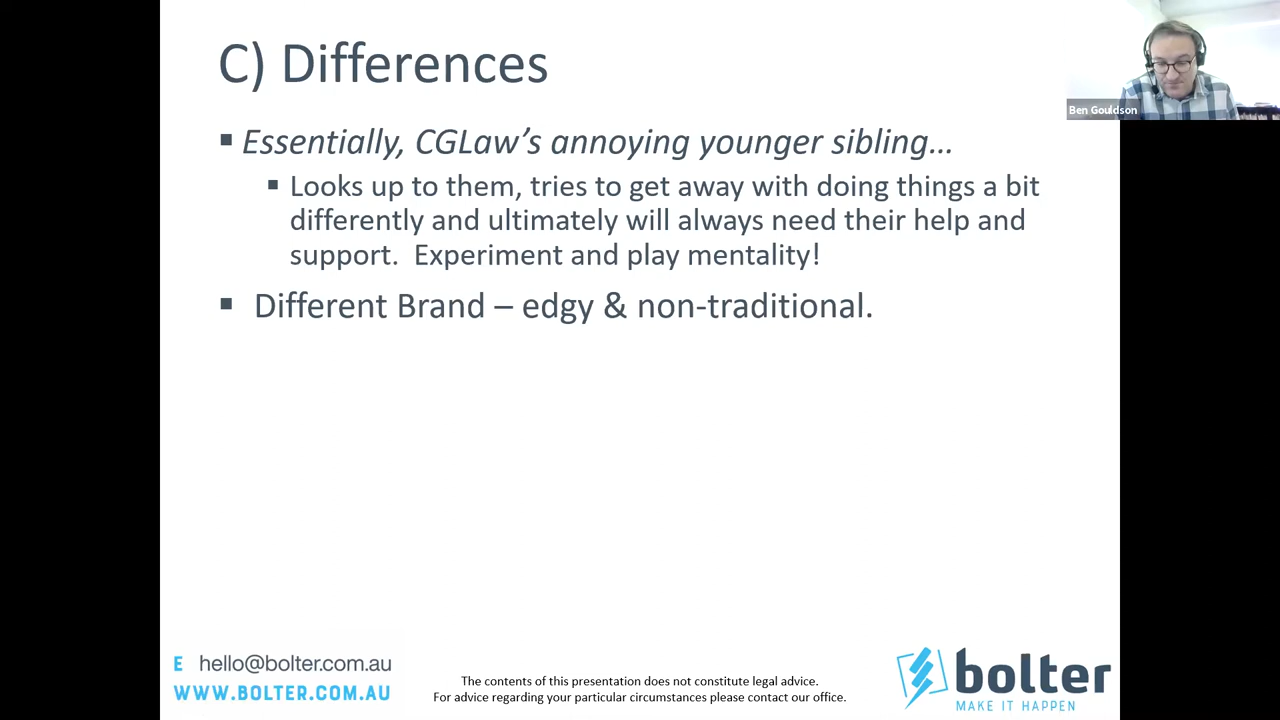 C) Differences
Ben Gouldson
▪ Essentially, CGLaw's annoying younger sibling…
▪ Looks up to them, tries to get away with doing things a bit
differently and ultimately will always need their help and
support.  Experiment and play mentality!
▪ Different Brand – edgy & non-traditional.
E hello@bolter.com.au
WWW.BOLTER.COM.AU
The contents of this presentation does not constitute legal advice.
For advice regarding your particular circumstances please contact our office.
bolter
MAKE IT HAPPEN